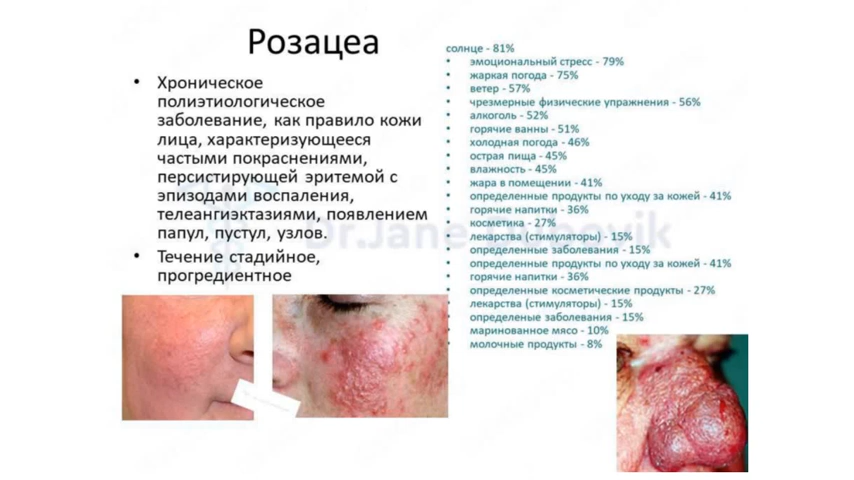 Розацеа
• Хроническое
полиэтиологическое
заболевание, как правило кожи
лица, характеризующееся
частыми покраснениями,
персистирующей эритемой с
эпизодами воспаления,
телеангиэктазиями, появлением
папул, пустул, узлов.
• Течение стадийное,
прогредиентное
солнце - 81%
• эмоциональный стресс - 79%
• жаркая погода - 75%
• ветер - 57%
• чрезмерные физические упражнения - 56%
• алкоголь - 52%
• горячие ванны - 51%
• холодная погода - 46%
• острая пища - 45%
• влажность - 45%
• жара в помещении - 41%
• определенные продукты по уходу за кожей - 41%
• горячие напитки - 36%
• косметика - 27%
• лекарства (стимуляторы) - 15%
• определенные заболевания - 15%
• определенные продукты по уходу за кожей - 41%
• горячие напитки - 36%
• определенные косметические продукты - 27%
• лекарства (стимуляторы) - 15%
• определеные заболевания - 15%
• маринованное мясо - 10%
• молочные продукты - 8%